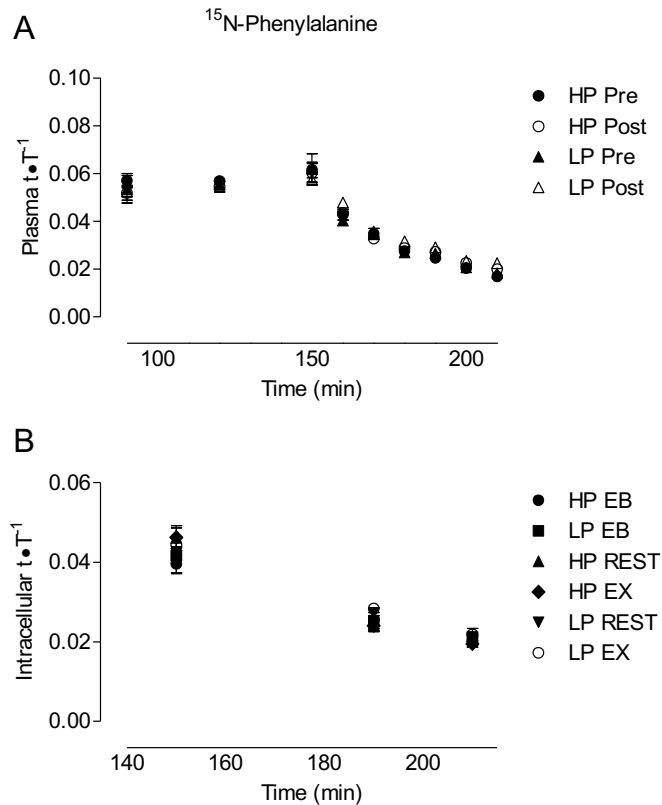 A
¹⁵N-Phenylalanine
Plasma t•T⁻¹
0.10
0.08
0.06
0.04
0.02
0.00
100 150 200
Time (min)
HP Pre
HP Post
LP Pre
LP Post
B
Intracellular t•T⁻¹
0.06
0.04
0.02
0.00
140 160 180 200
Time (min)
HP EB
LP EB
HP REST
HP EX
LP REST
LP EX